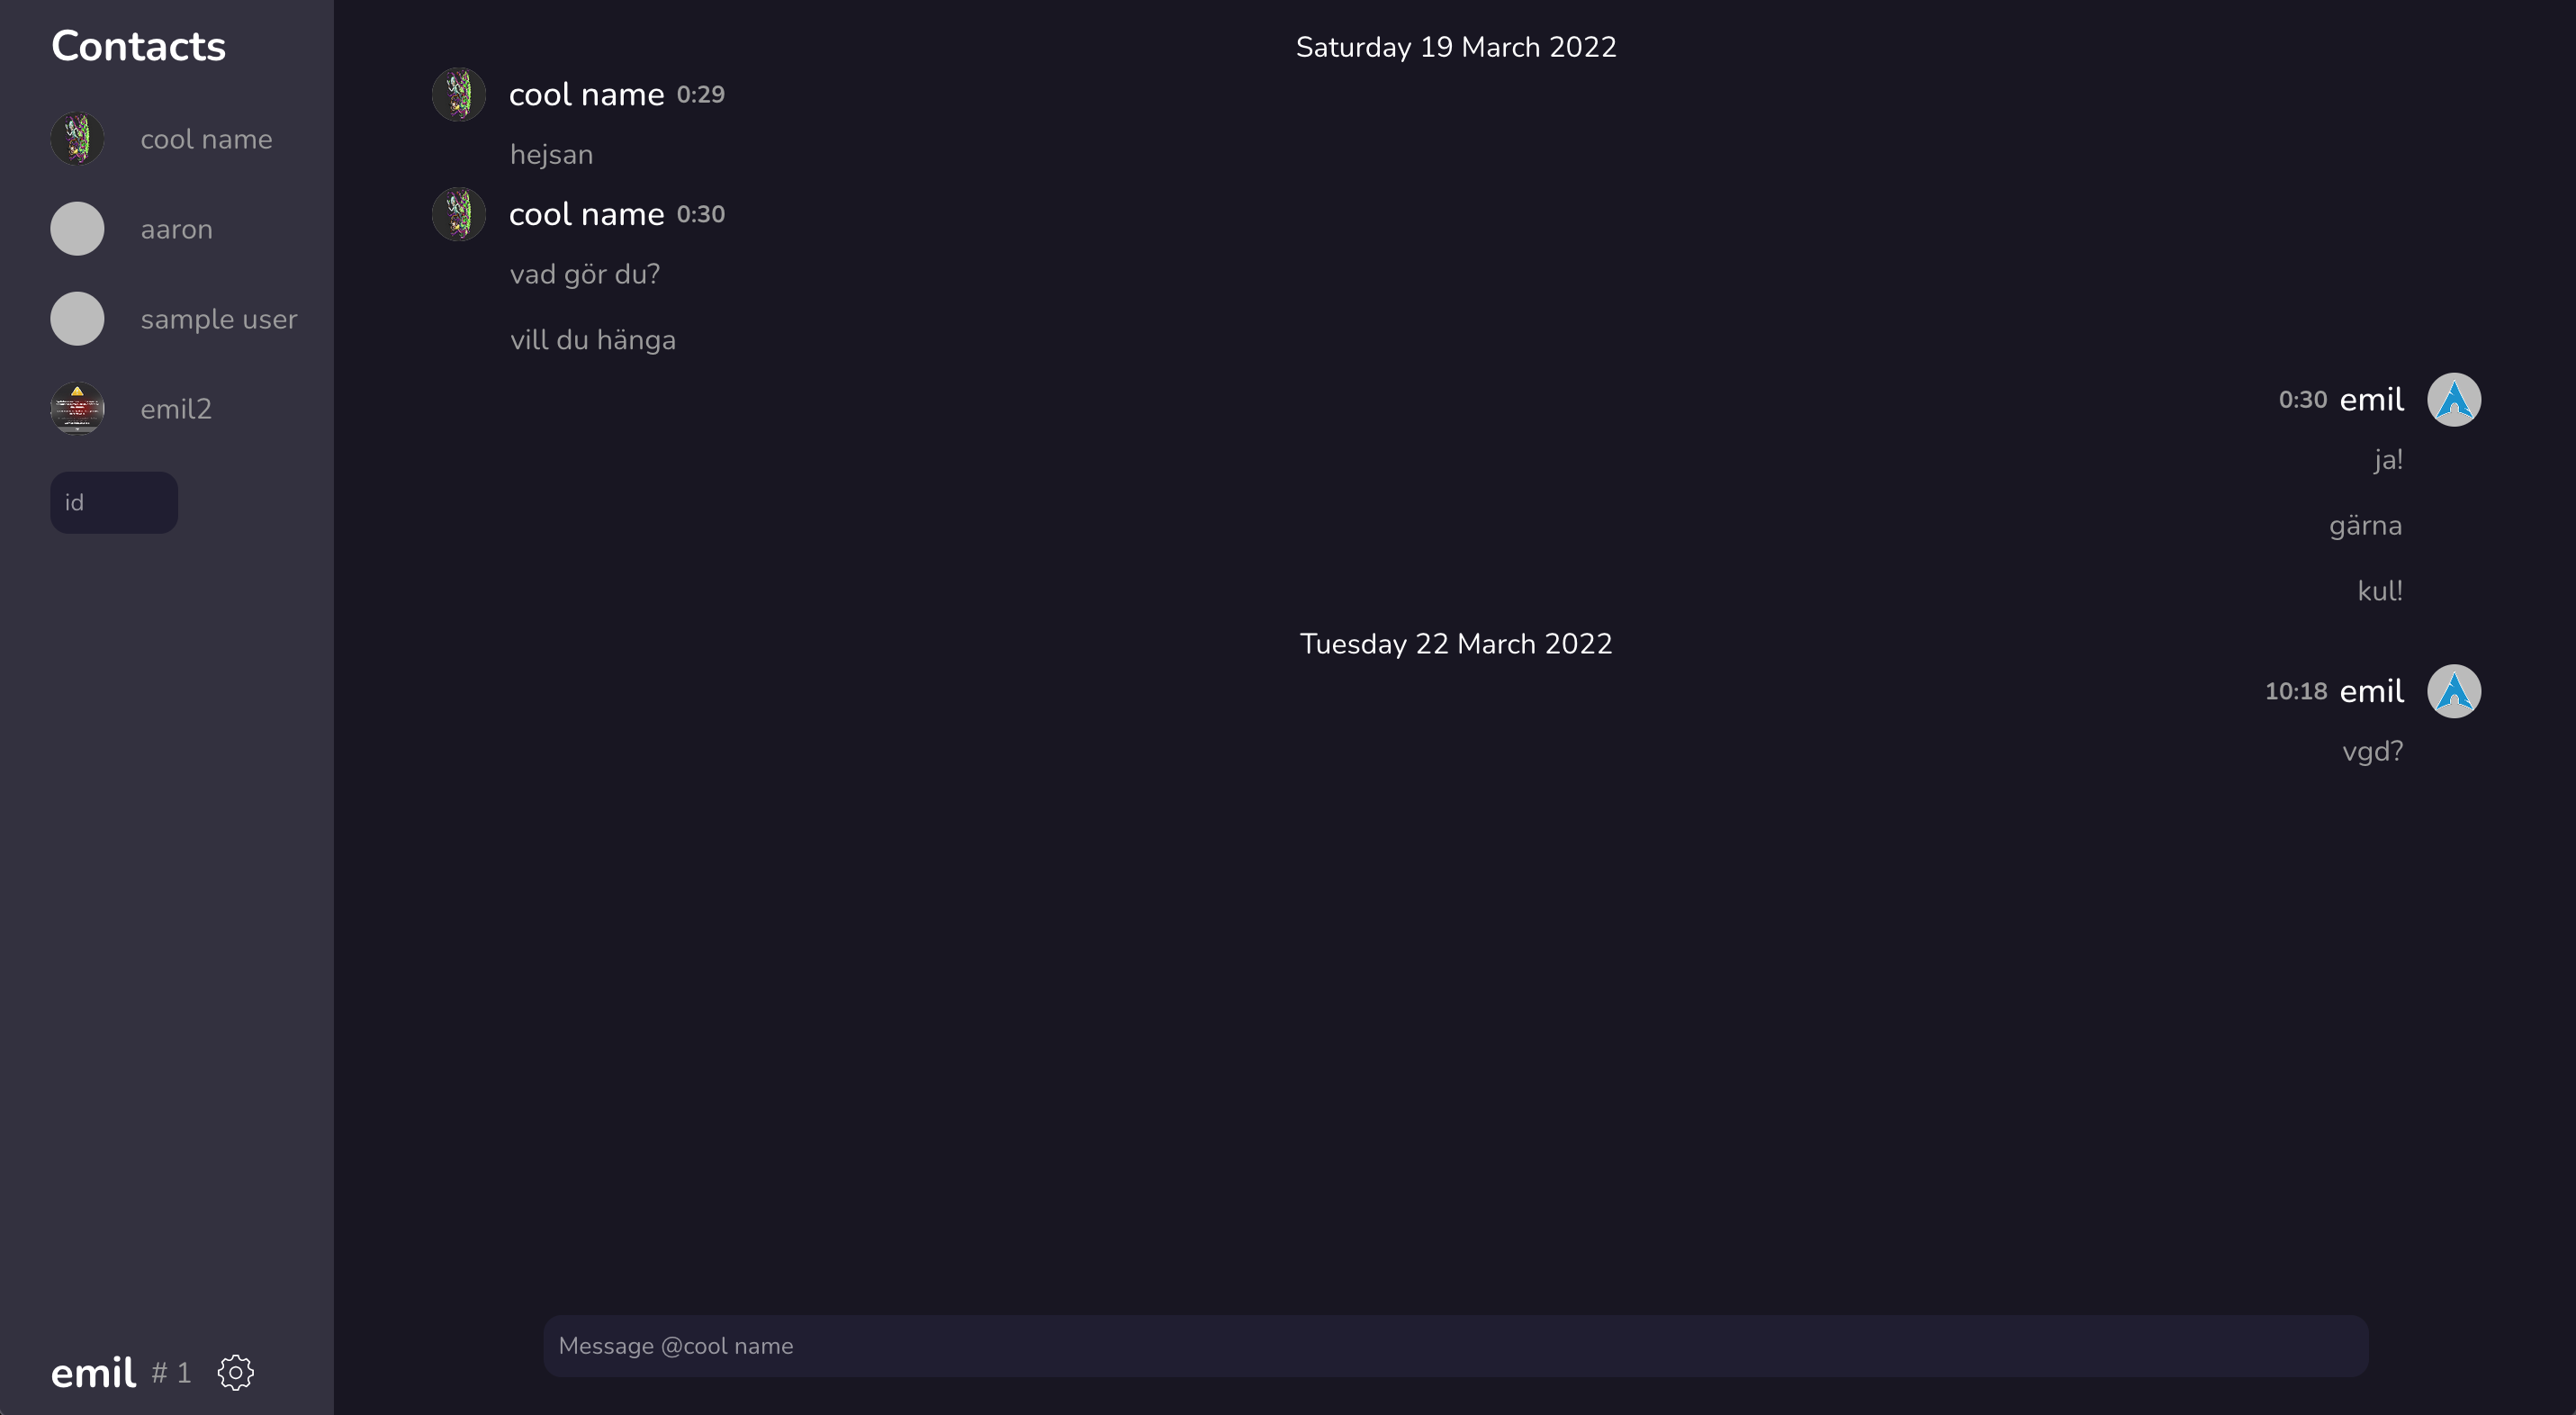 Contacts
cool name
aaron
sample user
emil2
id
emil # 1
Saturday 19 March 2022
cool name 0:29
hejsan
cool name 0:30
vad gör du?
vill du hänga
0:30 emil
ja!
gärna
kul!
Tuesday 22 March 2022
10:18 emil
vgd?
Message @cool name